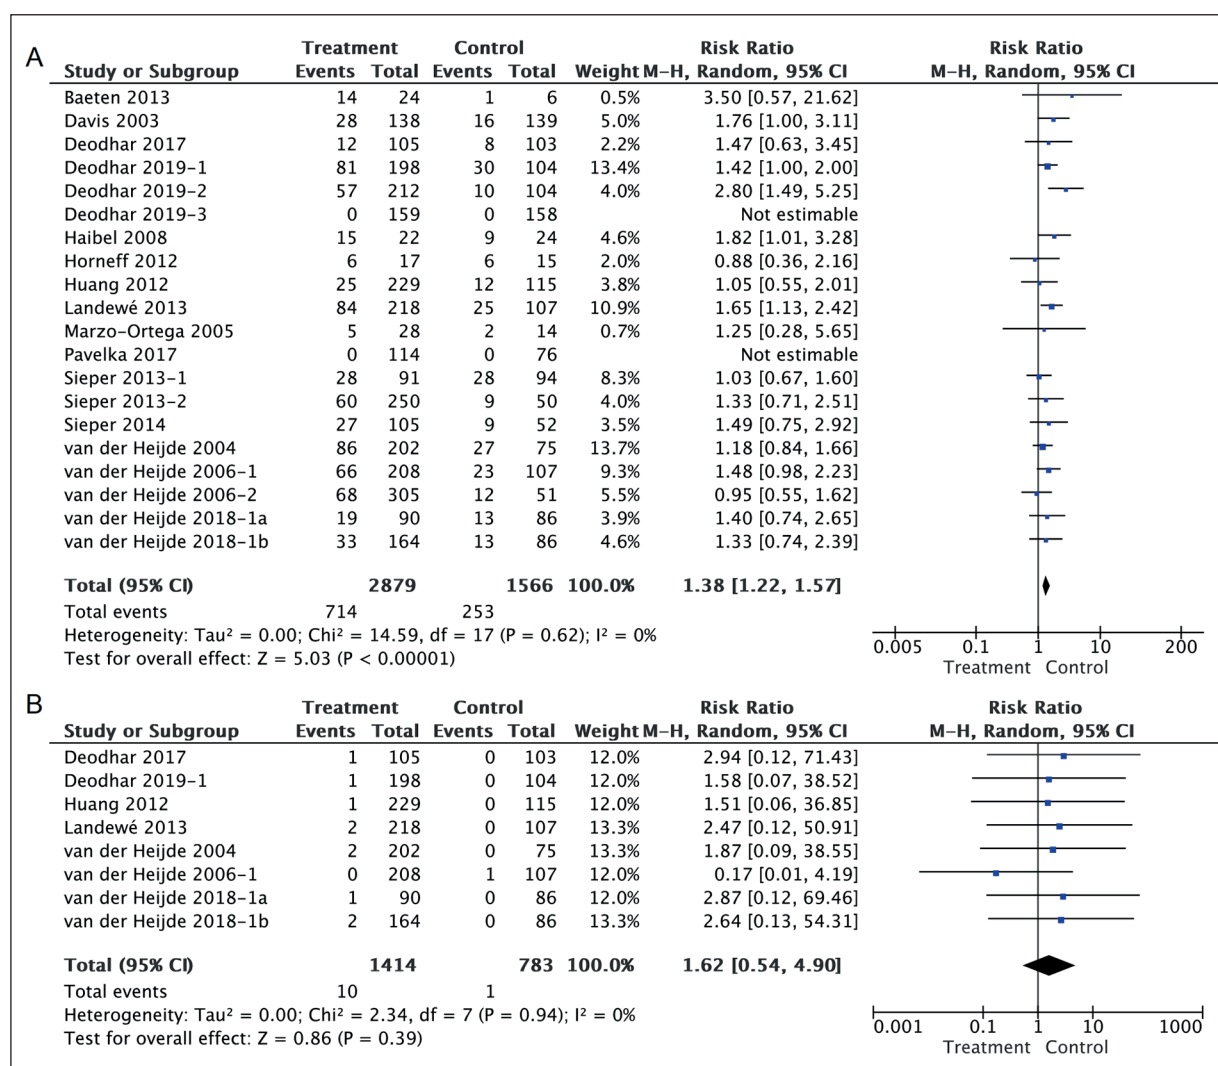 A
Treatment Control Risk Ratio Risk Ratio
Study or Subgroup Events Total Events Total Weight M-H, Random, 95% CI M-H, Random, 95% CI
Baeten 2013 14 24 1 6 0.5% 3.50 [0.57, 21.62]
Davis 2003 28 138 16 139 5.0% 1.76 [1.00, 3.11]
Deodhar 2017 12 105 8 103 2.2% 1.47 [0.63, 3.45]
Deodhar 2019-1 81 198 30 104 13.4% 1.42 [1.00, 2.00]
Deodhar 2019-2 57 212 10 104 4.0% 2.80 [1.49, 5.25]
Deodhar 2019-3 0 159 0 158 Not estimable
Haibel 2008 15 22 9 24 4.6% 1.82 [1.01, 3.28]
Horneff 2012 6 17 6 15 2.0% 0.88 [0.36, 2.16]
Huang 2012 25 229 12 115 3.8% 1.05 [0.55, 2.01]
Landewé 2013 84 218 25 107 10.9% 1.65 [1.13, 2.42]
Marzo-Ortega 2005 5 28 2 14 0.7% 1.25 [0.28, 5.65]
Pavelka 2017 0 114 0 76 Not estimable
Sieper 2013-1 28 91 28 94 8.3% 1.03 [0.67, 1.60]
Sieper 2013-2 60 250 9 50 4.0% 1.33 [0.71, 2.51]
Sieper 2014 27 105 9 52 3.5% 1.49 [0.75, 2.92]
van der Heijde 2004 86 202 27 75 13.7% 1.18 [0.84, 1.66]
van der Heijde 2006-1 66 208 23 107 9.3% 1.48 [0.98, 2.23]
van der Heijde 2006-2 68 305 12 51 5.5% 0.95 [0.55, 1.62]
van der Heijde 2018-1a 19 90 13 86 3.9% 1.40 [0.74, 2.65]
van der Heijde 2018-1b 33 164 13 86 4.6% 1.33 [0.74, 2.39]
Total (95% CI) 2879 1566 100.0% 1.38 [1.22, 1.57]
Total events 714 253
Heterogeneity: Tau² = 0.00; Chi² = 14.59, df = 17 (P = 0.62); I² = 0%
Test for overall effect: Z = 5.03 (P < 0.00001)
0.005 0.1 1 10 200
Treatment Control
B
Treatment Control Risk Ratio Risk Ratio
Study or Subgroup Events Total Events Total Weight M-H, Random, 95% CI M-H, Random, 95% CI
Deodhar 2017 1 105 0 103 12.0% 2.94 [0.12, 71.43]
Deodhar 2019-1 1 198 0 104 12.0% 1.58 [0.07, 38.52]
Huang 2012 1 229 0 115 12.0% 1.51 [0.06, 36.85]
Landewé 2013 2 218 0 107 13.3% 2.47 [0.12, 50.91]
van der Heijde 2004 2 202 0 75 13.3% 1.87 [0.09, 38.55]
van der Heijde 2006-1 0 208 1 107 12.0% 0.17 [0.01, 4.19]
van der Heijde 2018-1a 1 90 0 86 12.0% 2.87 [0.12, 69.46]
van der Heijde 2018-1b 2 164 0 86 13.3% 2.64 [0.13, 54.31]
Total (95% CI) 1414 783 100.0% 1.62 [0.54, 4.90]
Total events 10 1
Heterogeneity: Tau² = 0.00; Chi² = 2.34, df = 7 (P = 0.94); I² = 0%
Test for overall effect: Z = 0.86 (P = 0.39)
0.001 0.1 1 10 1000
Treatment Control